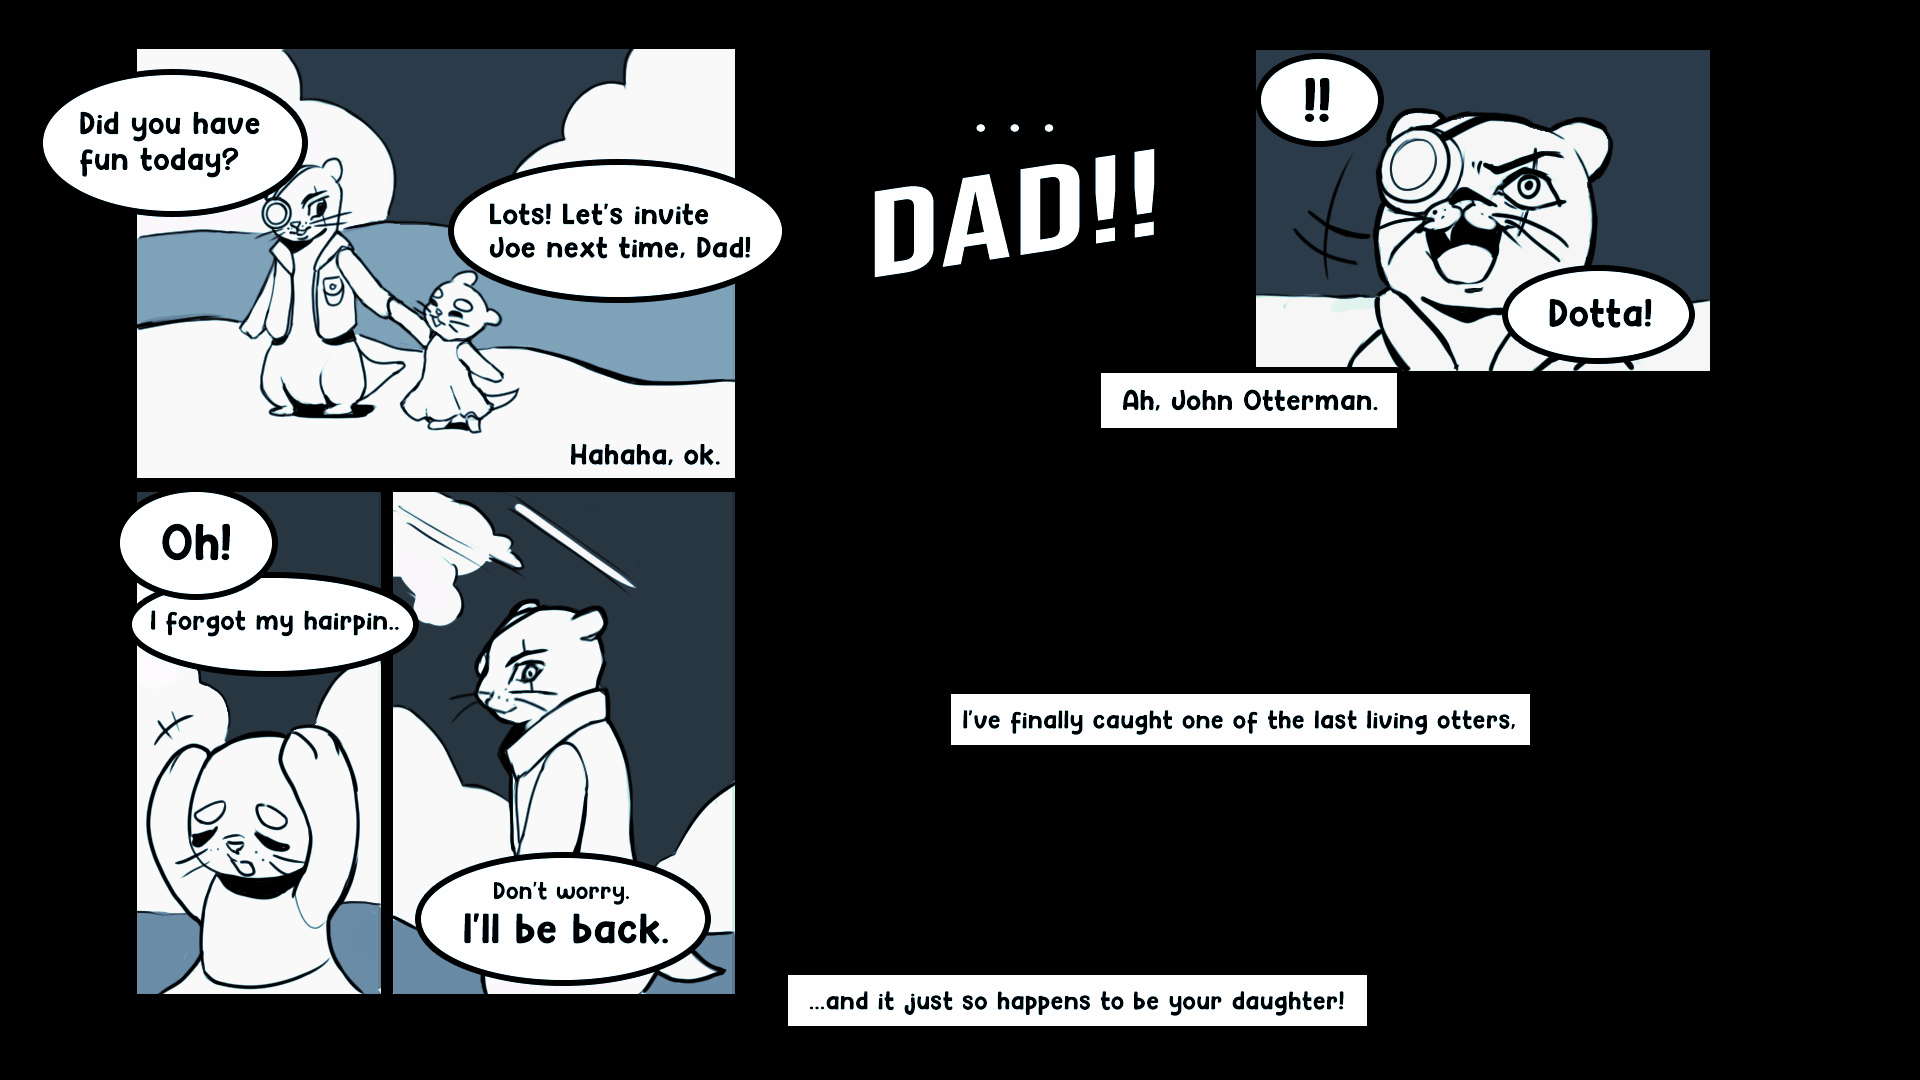 Did you have
fun today?
Lots! Let's invite
Joe next time, Dad!
Hahaha, ok.
Oh!
I forgot my hairpin..
Don't worry.
I'll be back.
...
DAD!!
!!
Dotta!
Ah, John Otterman.
I've finally caught one of the last living otters,
...and it just so happens to be your daughter!